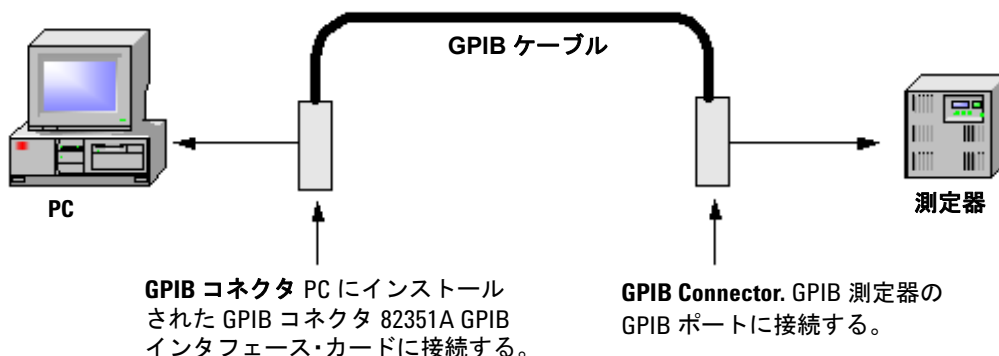 GPIB ケーブル
PC
測定器
GPIB コネクタ PC にインストール
された GPIB コネクタ 82351A GPIB
インタフェース・カードに接続する。
GPIB Connector. GPIB 測定器の
GPIB ポートに接続する。